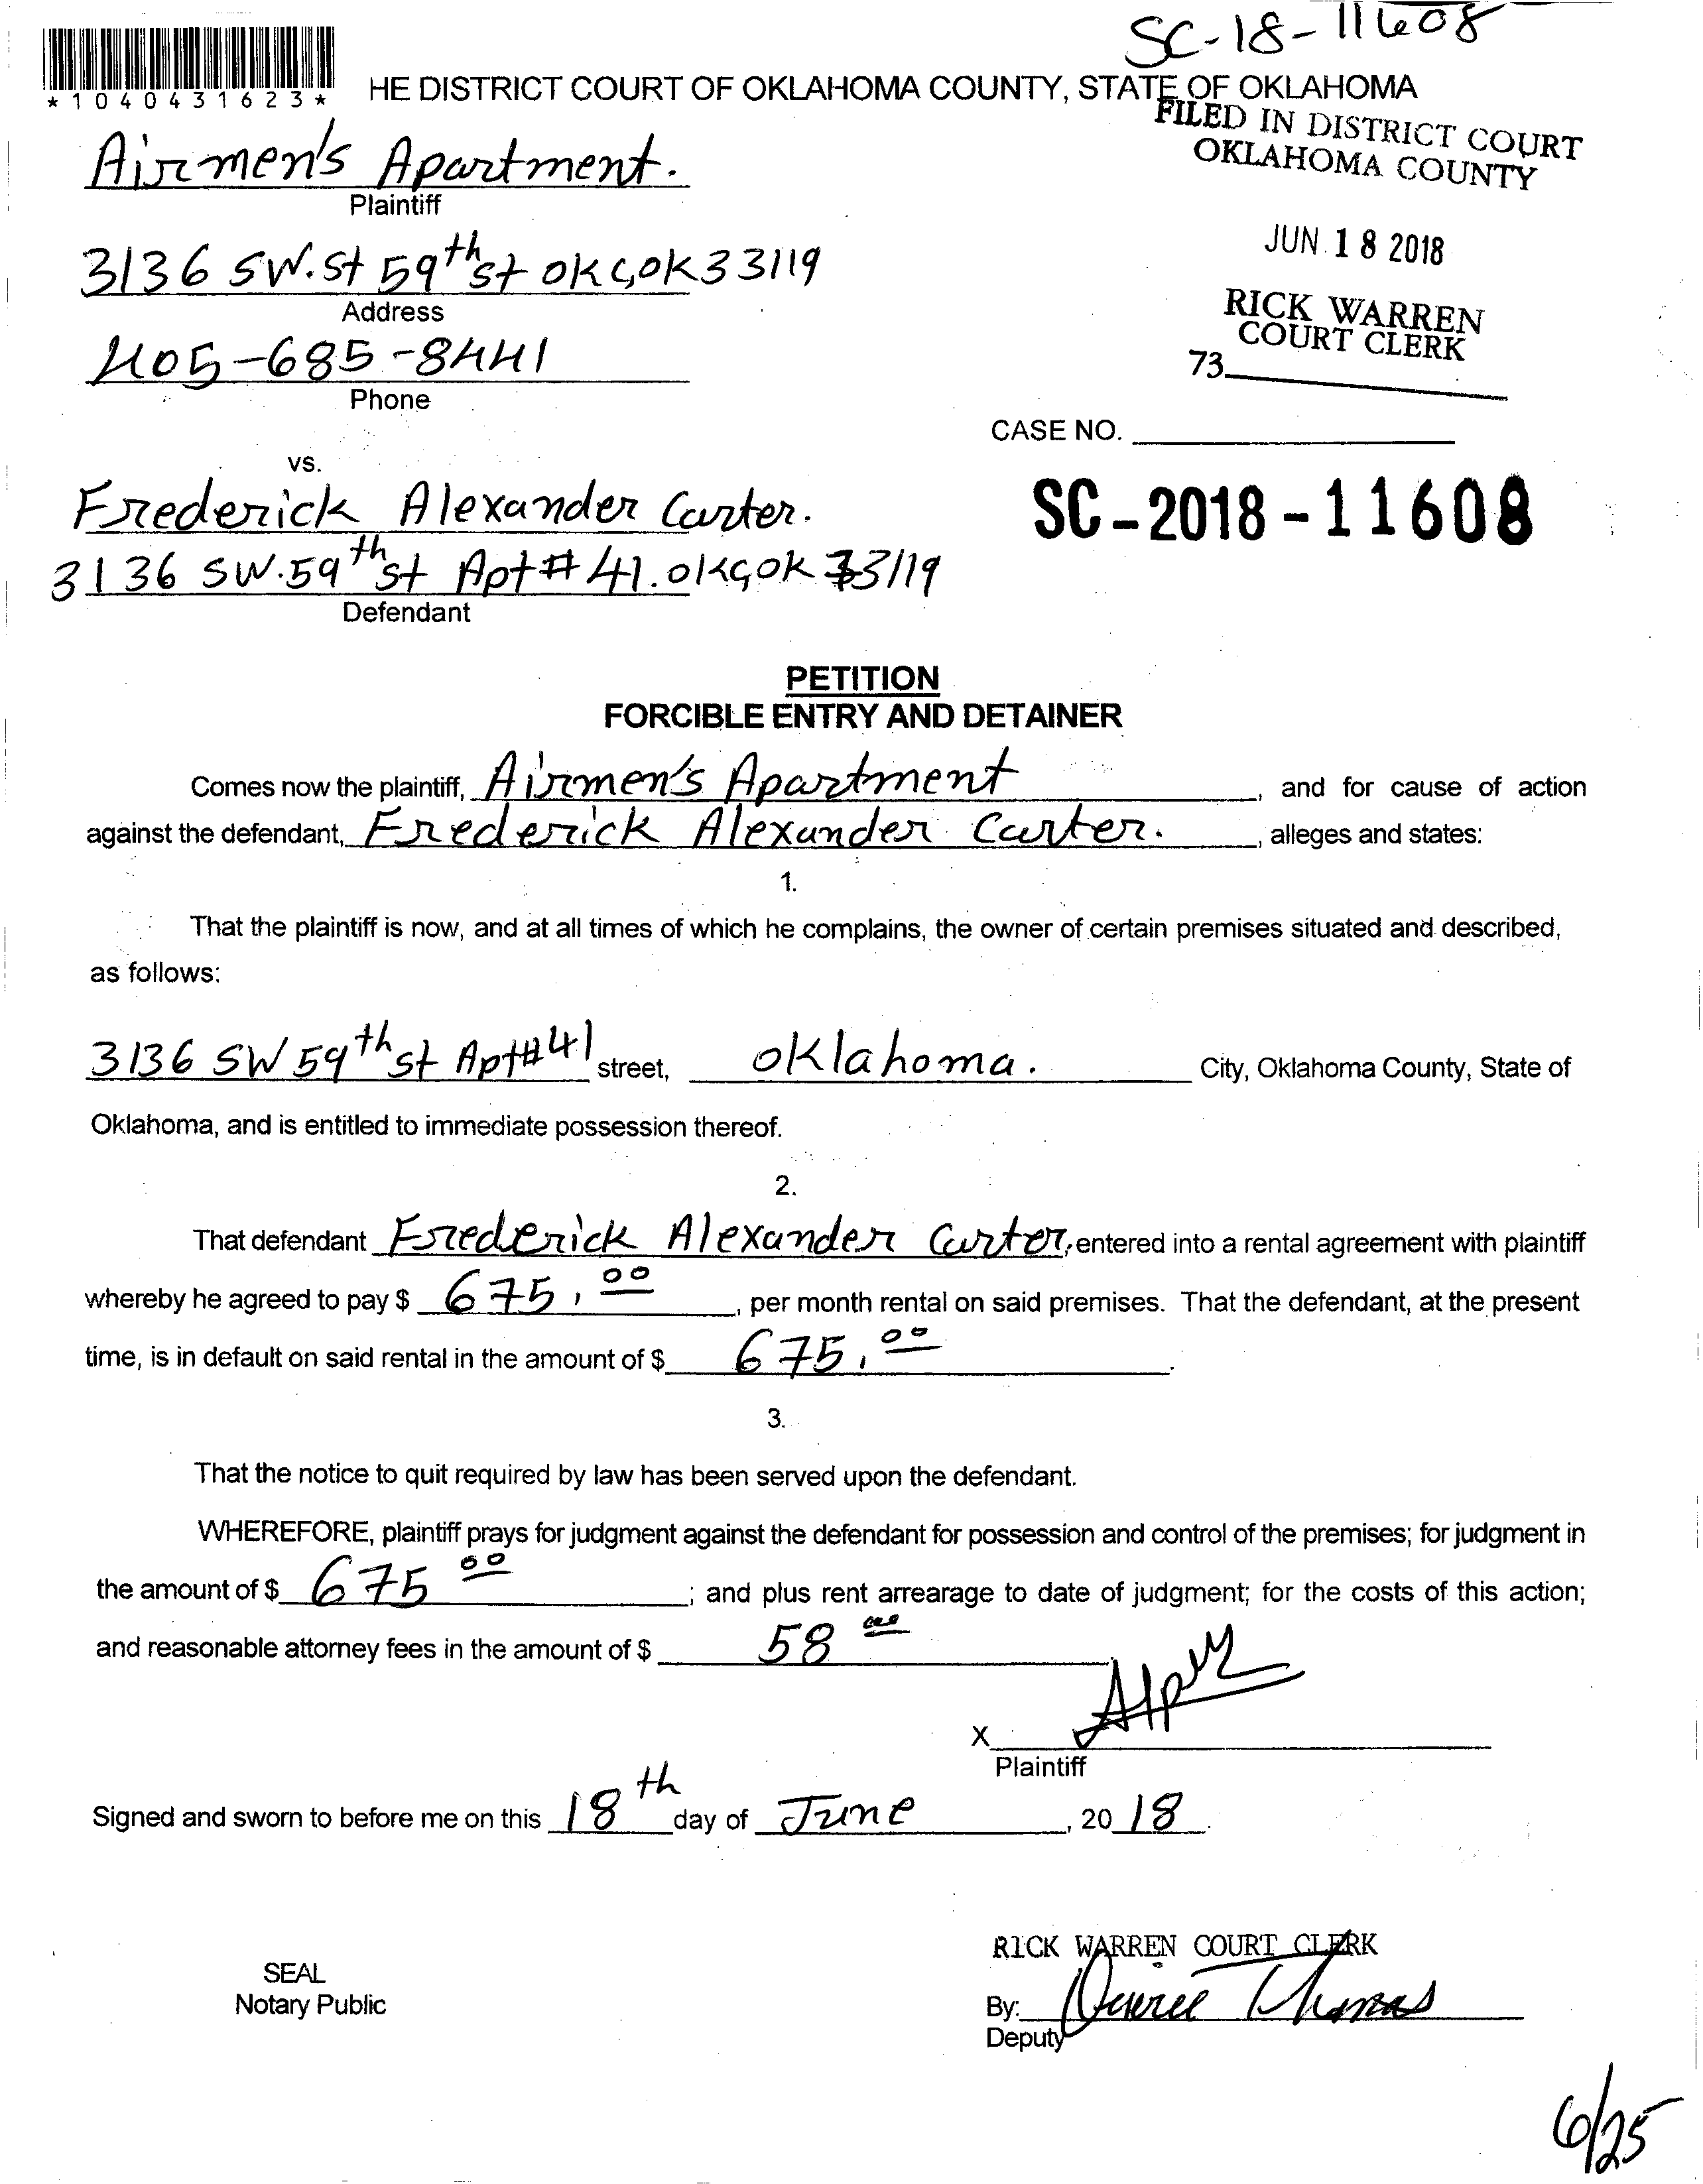 SC-18-11608
*1040431623*
HE DISTRICT COURT OF OKLAHOMA COUNTY, STATE OF OKLAHOMA
FILED IN DISTRICT COURT
OKLAHOMA COUNTY
Airmen's Apartment.
Plaintiff
3136 SW. St 59th st OKC, OK 33119
Address
JUN 18 2018
RICK WARREN
COURT CLERK
73
405-685-8441
Phone
CASE NO.
vs.
Frederick Alexander Carter.
SC-2018-11608
3136 SW. 59th st Apt # 41. OKC, OK 33119
Defendant
PETITION
FORCIBLE ENTRY AND DETAINER
Comes now the plaintiff, Airmen's Apartment, and for cause of action
against the defendant, Frederick Alexander Carter., alleges and states:
1.
That the plaintiff is now, and at all times of which he complains, the owner of certain premises situated and described,
as follows:
3136 SW 59th st Apt#41 street, Oklahoma. City, Oklahoma County, State of
Oklahoma, and is entitled to immediate possession thereof.
2.
That defendant Frederick Alexander Carter, entered into a rental agreement with plaintiff
whereby he agreed to pay $ 675.00, per month rental on said premises. That the defendant, at the present
time, is in default on said rental in the amount of $ 675.00.
3.
That the notice to quit required by law has been served upon the defendant.
WHEREFORE, plaintiff prays for judgment against the defendant for possession and control of the premises; for judgment in
the amount of $ 675 00; and plus rent arrearage to date of judgment; for the costs of this action;
and reasonable attorney fees in the amount of $ 58 00.
X
Plaintiff
Signed and sworn to before me on this 18th day of June, 20 18.
RICK WARREN COURT CLERK
SEAL
Notary Public
By: Thomas
Deputy
6/25